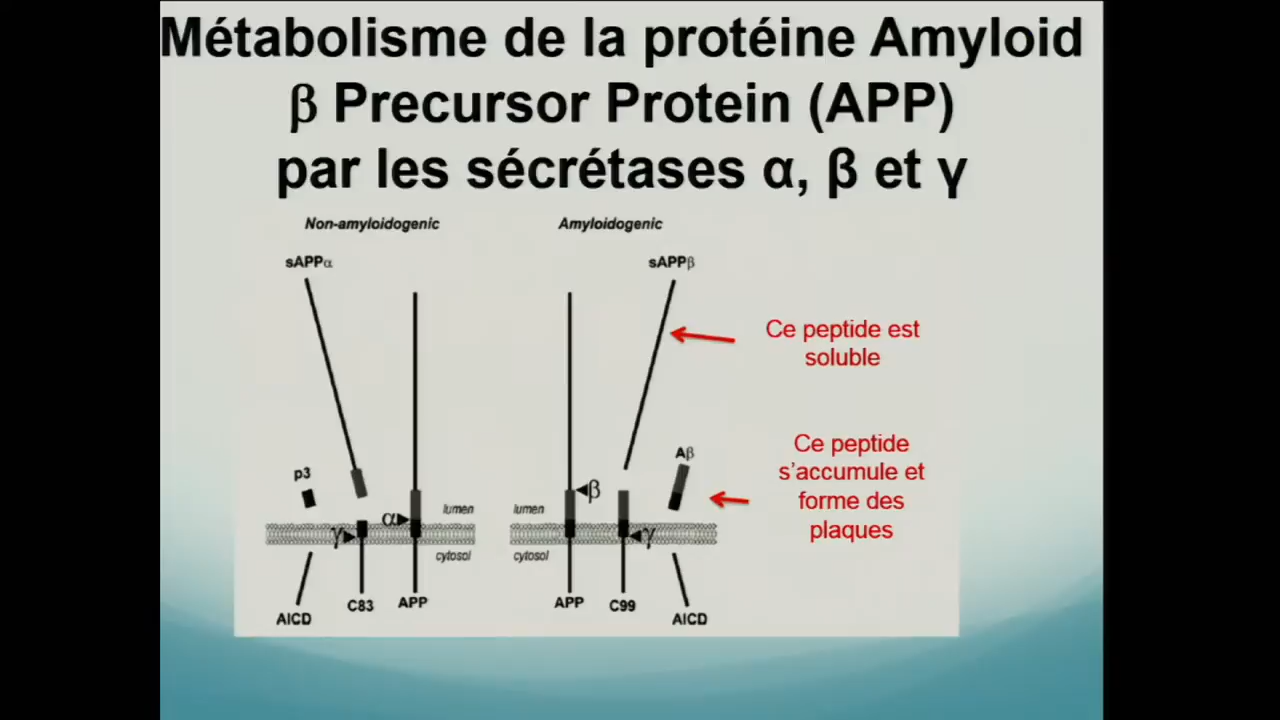 Métabolisme de la protéine Amyloid
β Precursor Protein (APP)
par les sécrétases α, β et γ
Non-amyloidogenic
Amyloidogenic
sAPPα
sAPPβ
Ce peptide est
soluble
Ce peptide
s'accumule et
forme des
plaques
p3
Aβ
β
α
γ
γ
lumen
lumen
cytosol
cytosol
AICD
C83
APP
APP
C99
AICD